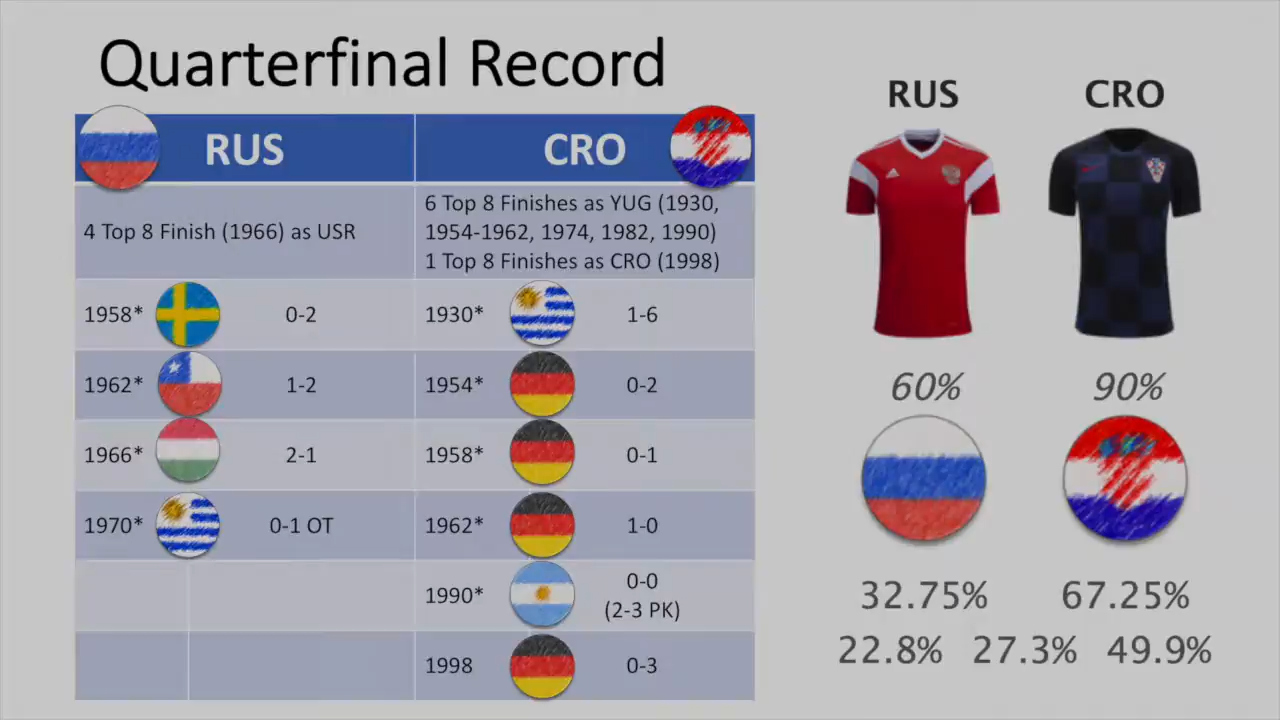 Quarterfinal Record
RUS
CRO
4 Top 8 Finish (1966) as USR
6 Top 8 Finishes as YUG (1930,
1954-1962, 1974, 1982, 1990)
1 Top 8 Finishes as CRO (1998)
1958* 0-2
1930* 1-6
1962* 1-2
1954* 0-2
1966* 2-1
1958* 0-1
1970* 0-1 OT
1962* 1-0
1990* 0-0
(2-3 PK)
1998 0-3
RUS CRO
60% 90%
32.75% 67.25%
22.8% 27.3% 49.9%